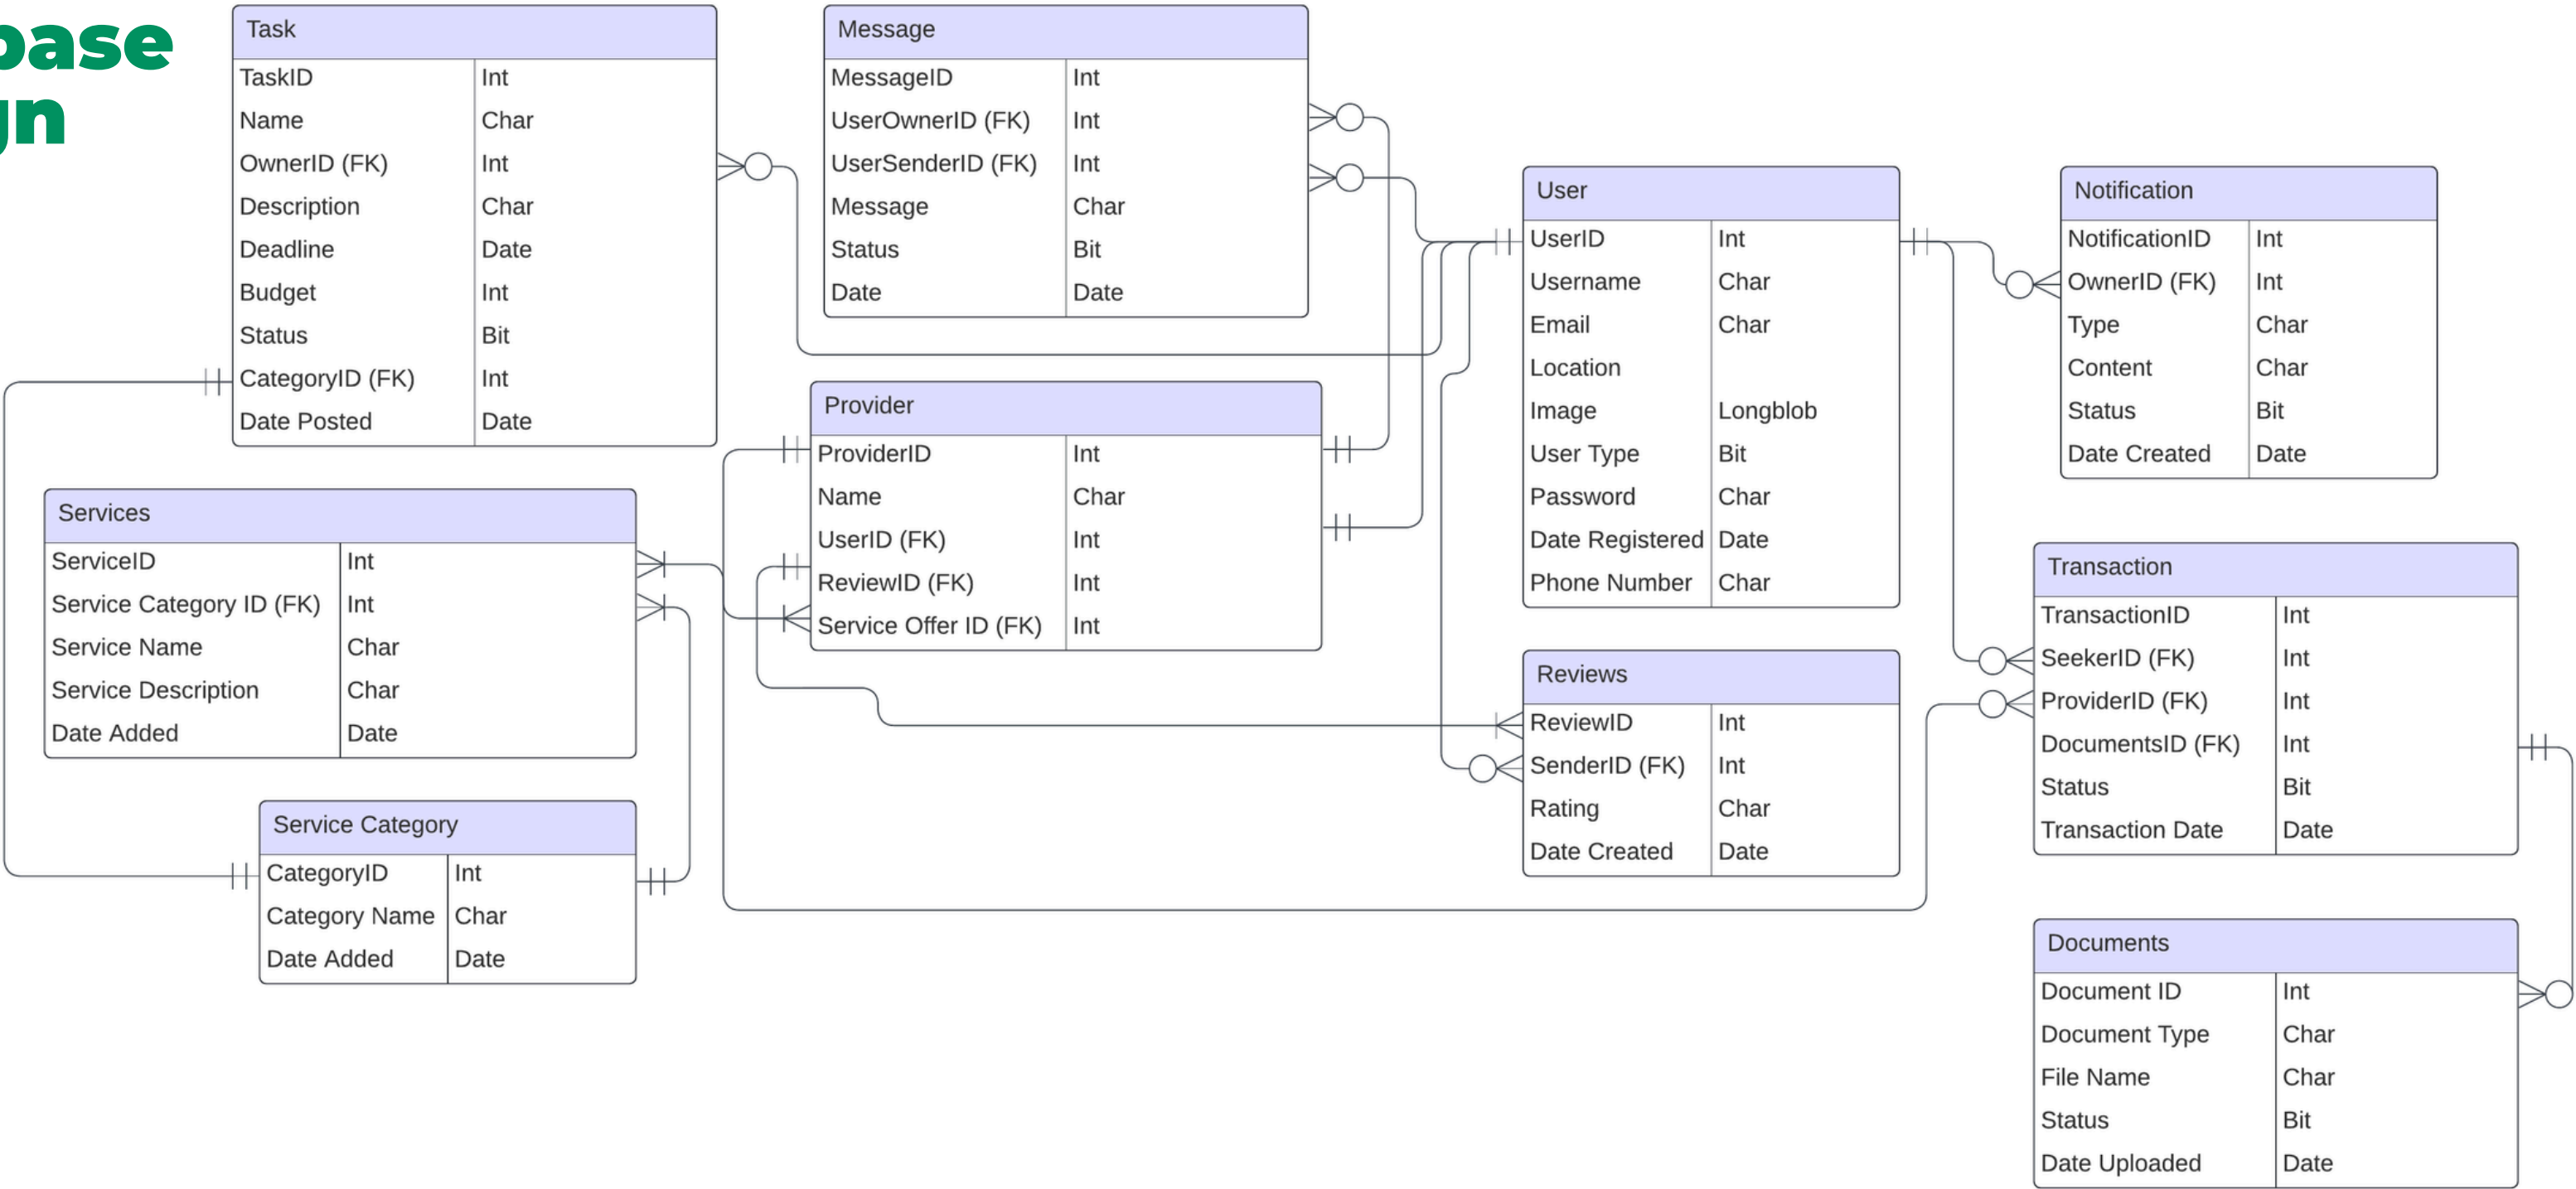 base
gn
Task
TaskID Int
Name Char
OwnerID (FK) Int
Description Char
Deadline Date
Budget Int
Status Bit
CategoryID (FK) Int
Date Posted Date
Message
MessageID Int
UserOwnerID (FK) Int
UserSenderID (FK) Int
Message Char
Status Bit
Date Date
User
UserID Int
Username Char
Email Char
Location
Image Longblob
User Type Bit
Password Char
Date Registered Date
Phone Number Char
Notification
NotificationID Int
OwnerID (FK) Int
Type Char
Content Char
Status Bit
Date Created Date
Provider
ProviderID Int
Name Char
UserID (FK) Int
ReviewID (FK) Int
Service Offer ID (FK) Int
Services
ServiceID Int
Service Category ID (FK) Int
Service Name Char
Service Description Char
Date Added Date
Transaction
TransactionID Int
SeekerID (FK) Int
ProviderID (FK) Int
DocumentsID (FK) Int
Status Bit
Transaction Date Date
Reviews
ReviewID Int
SenderID (FK) Int
Rating Char
Date Created Date
Service Category
CategoryID Int
Category Name Char
Date Added Date
Documents
Document ID Int
Document Type Char
File Name Char
Status Bit
Date Uploaded Date